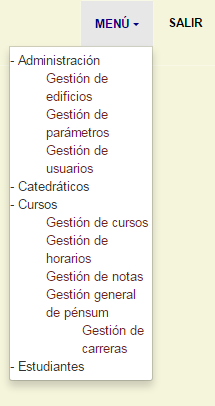 MENÚ SALIR
- Administración
Gestión de
edificios
Gestión de
parámetros
Gestión de
usuarios
- Catedráticos
- Cursos
Gestión de cursos
Gestión de
horarios
Gestión de notas
Gestión general
de pénsum
Gestión de
carreras
- Estudiantes